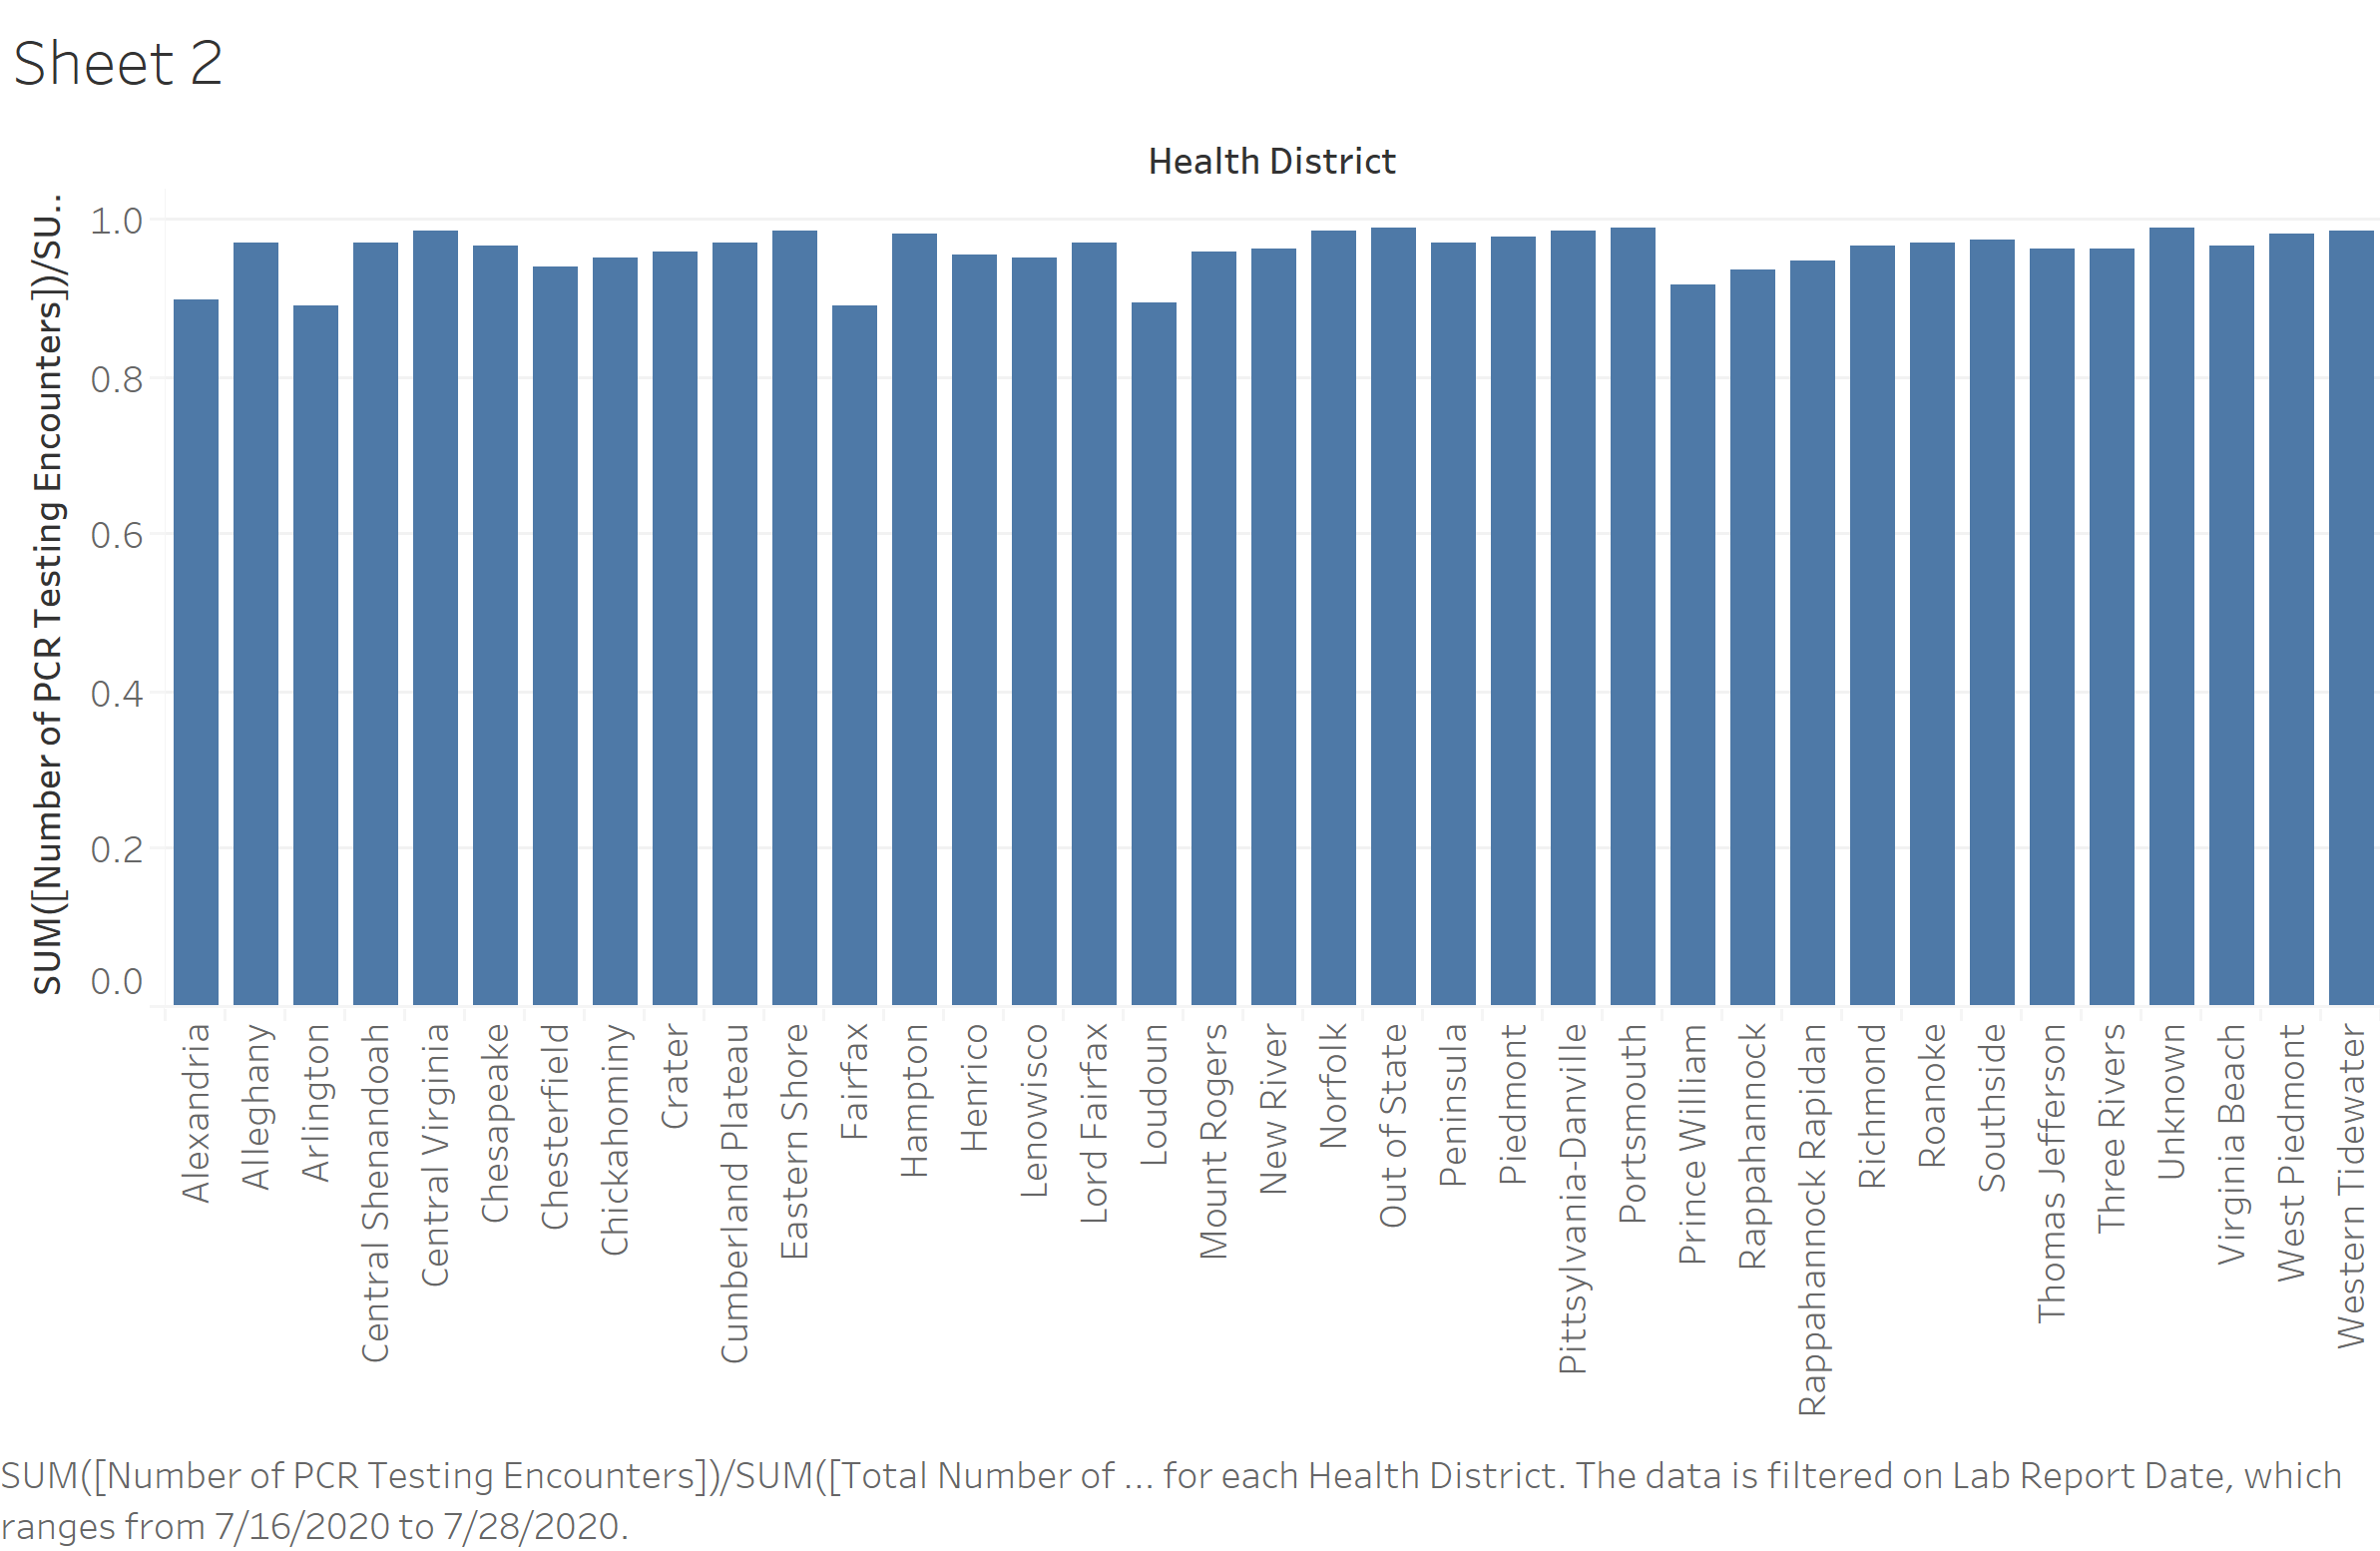 Sheet 2
Health District
SUM([Number of PCR Testing Encounters])/SU..
1.0
0.8
0.6
0.4
0.2
0.0
Alexandria
Alleghany
Arlington
Central Shenandoah
Central Virginia
Chesapeake
Chesterfield
Chickahominy
Crater
Cumberland Plateau
Eastern Shore
Fairfax
Hampton
Henrico
Lenowisco
Lord Fairfax
Loudoun
Mount Rogers
New River
Norfolk
Out of State
Peninsula
Piedmont
Pittsylvania-Danville
Portsmouth
Prince William
Rappahannock
Rappahannock Rapidan
Richmond
Roanoke
Southside
Thomas Jefferson
Three Rivers
Unknown
Virginia Beach
West Piedmont
Western Tidewater
SUM([Number of PCR Testing Encounters])/SUM([Total Number of ... for each Health District. The data is filtered on Lab Report Date, which
ranges from 7/16/2020 to 7/28/2020.